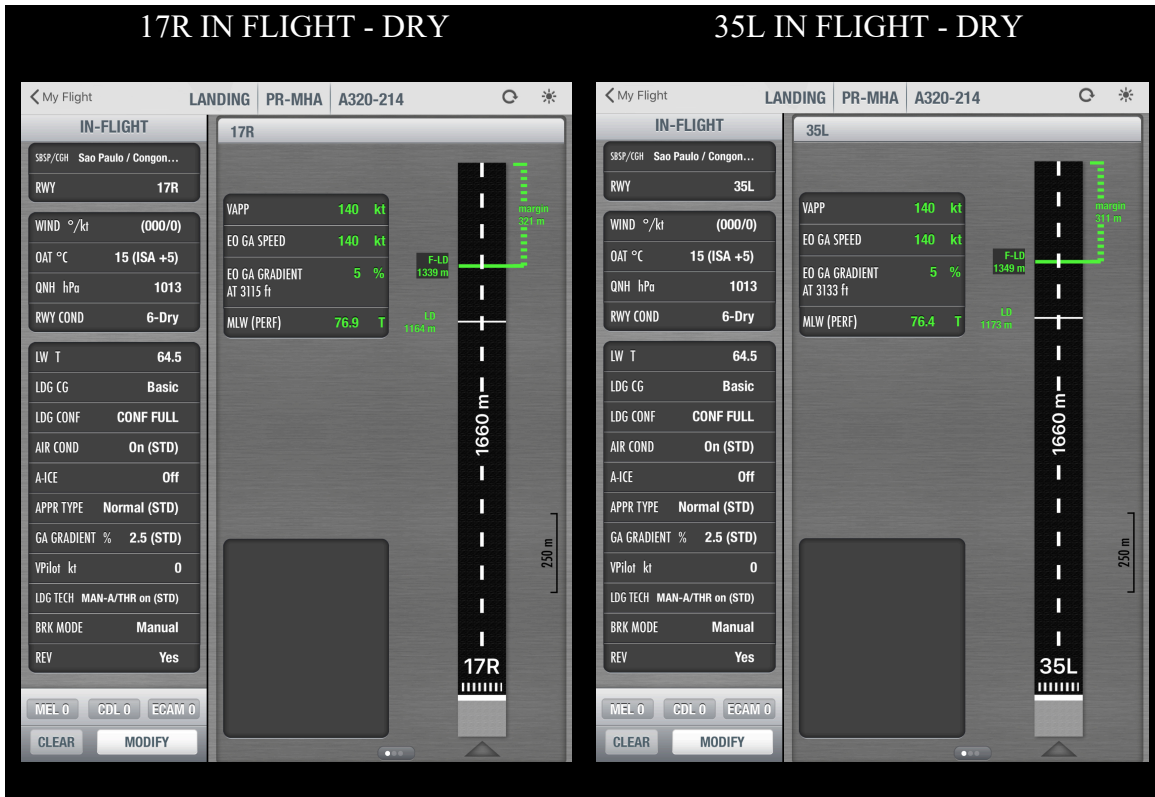 17R IN FLIGHT - DRY
My Flight
LANDING PR-MHA A320-214
IN-FLIGHT
SBSP/CGH Sao Paulo / Congon...
RWY 17R
WIND º/kt (000/0)
OAT ºC 15 (ISA +5)
QNH hPa 1013
RWY COND 6-Dry
LW T 64.5
LDG CG Basic
LDG CONF CONF FULL
AIR COND On (STD)
A-ICE Off
APPR TYPE Normal (STD)
GA GRADIENT % 2.5 (STD)
VPilot kt 0
LDG TECH MAN-A/THR on (STD)
BRK MODE Manual
REV Yes
MEL 0 CDL 0 ECAM 0
CLEAR MODIFY
17R
VAPP 140 kt
EO GA SPEED 140 kt
EO GA GRADIENT 5 %
AT 3115 ft
MLW (PERF) 76.9 T
margin
321 m
F-LD
1339 m
LD
1164 m
1660 m
250 m
17R
35L IN FLIGHT - DRY
My Flight
LANDING PR-MHA A320-214
IN-FLIGHT
SBSP/CGH Sao Paulo / Congon...
RWY 35L
WIND º/kt (000/0)
OAT ºC 15 (ISA +5)
QNH hPa 1013
RWY COND 6-Dry
LW T 64.5
LDG CG Basic
LDG CONF CONF FULL
AIR COND On (STD)
A-ICE Off
APPR TYPE Normal (STD)
GA GRADIENT % 2.5 (STD)
VPilot kt 0
LDG TECH MAN-A/THR on (STD)
BRK MODE Manual
REV Yes
MEL 0 CDL 0 ECAM 0
CLEAR MODIFY
35L
VAPP 140 kt
EO GA SPEED 140 kt
EO GA GRADIENT 5 %
AT 3133 ft
MLW (PERF) 76.4 T
margin
311 m
F-LD
1349 m
LD
1173 m
1660 m
250 m
35L